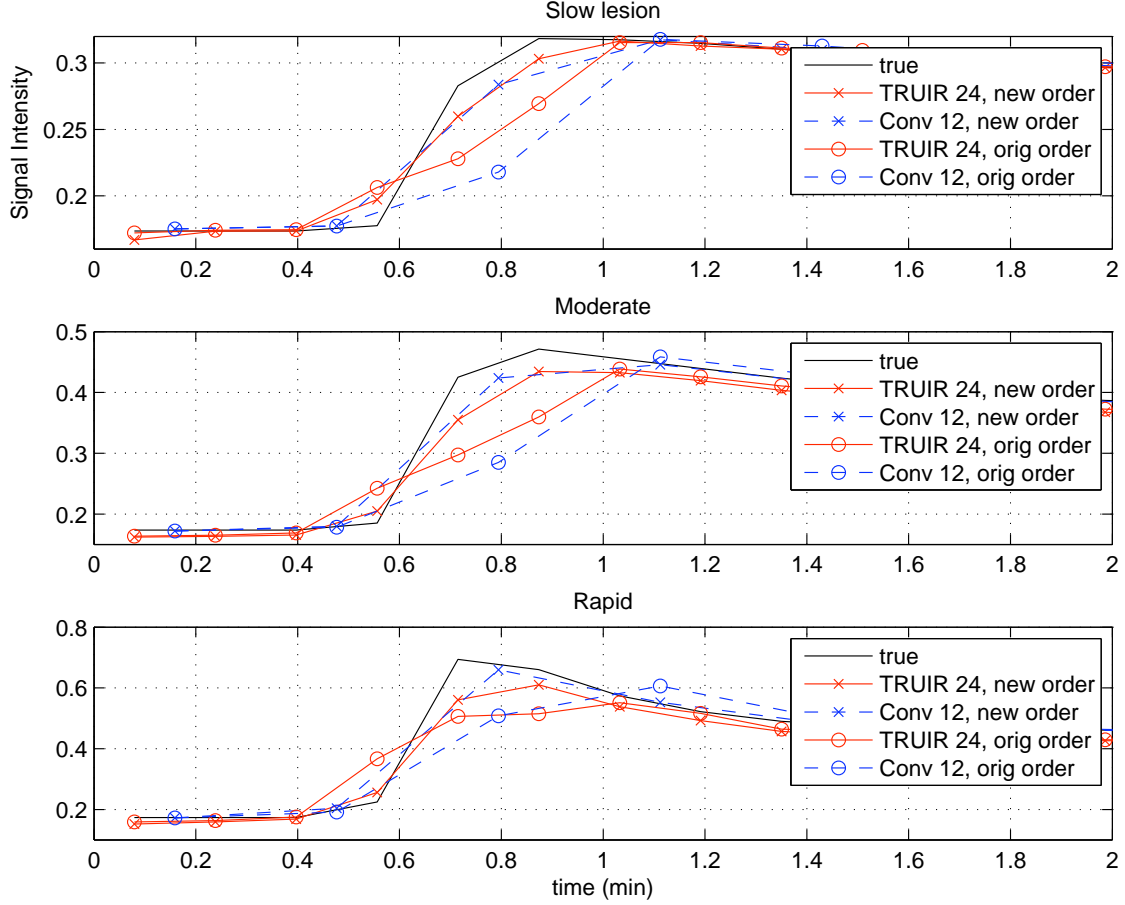 Slow lesion
Signal Intensity
0.3
0.25
0.2
true
TRUIR 24, new order
Conv 12, new order
TRUIR 24, orig order
Conv 12, orig order
0 0.2 0.4 0.6 0.8 1 1.2 1.4 1.6 1.8 2
Moderate
0.5
0.4
0.3
0.2
true
TRUIR 24, new order
Conv 12, new order
TRUIR 24, orig order
Conv 12, orig order
0 0.2 0.4 0.6 0.8 1 1.2 1.4 1.6 1.8 2
Rapid
0.8
0.6
0.4
0.2
true
TRUIR 24, new order
Conv 12, new order
TRUIR 24, orig order
Conv 12, orig order
0 0.2 0.4 0.6 0.8 1 1.2 1.4 1.6 1.8 2
time (min)